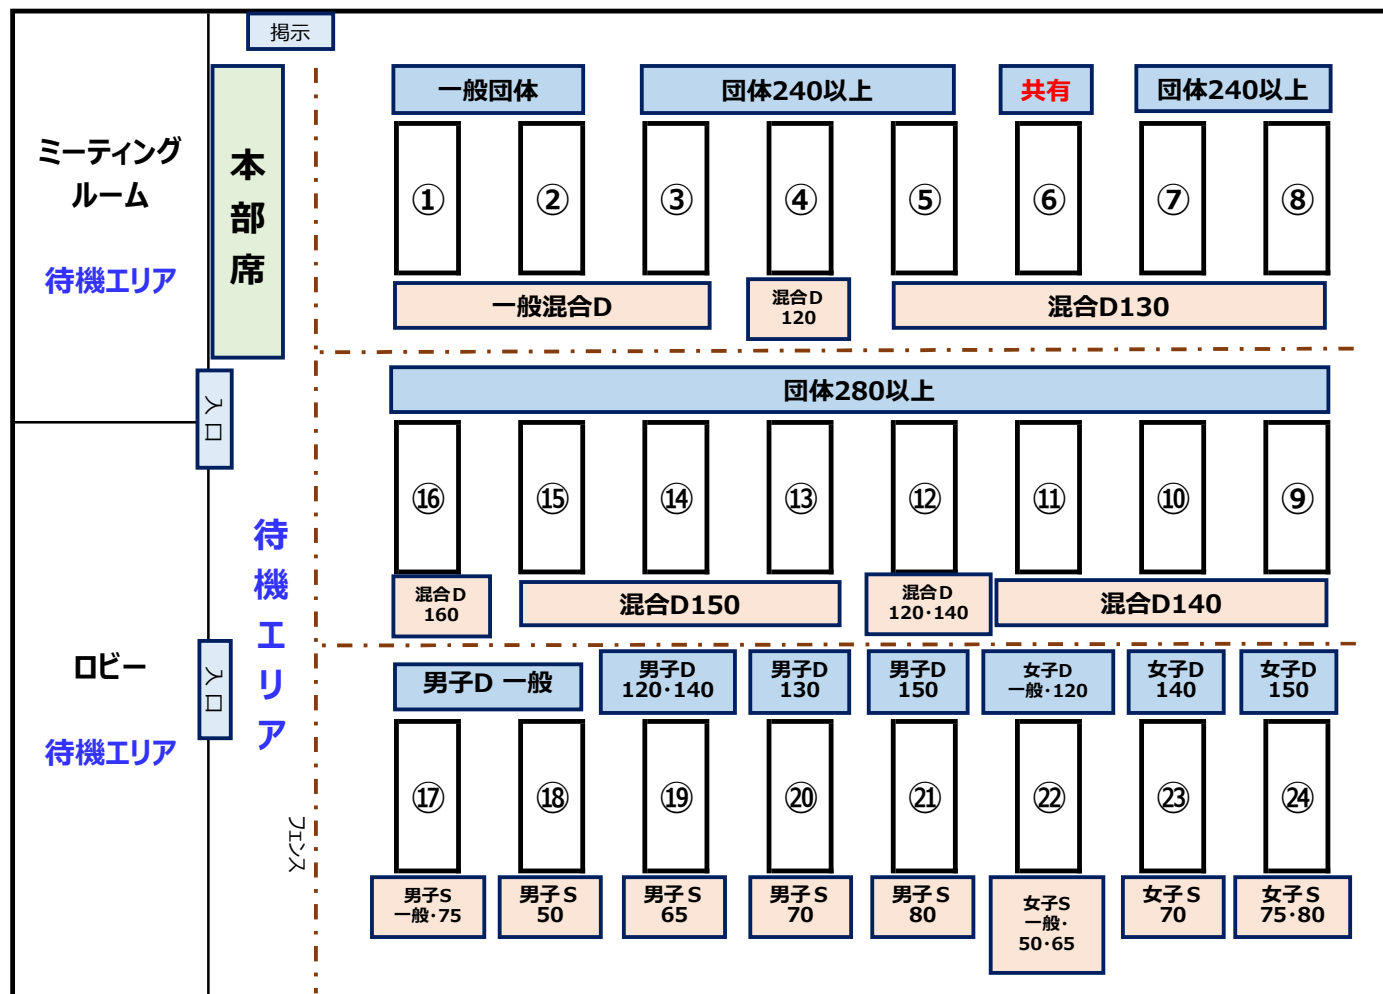 掲示
ミーティング
ルーム
待機エリア
本部席
一般団体
団体240以上
共有
団体240以上
①
②
③
④
⑤
⑥
⑦
⑧
一般混合D
混合D
120
混合D130
入口
団体280以上
⑯
⑮
⑭
⑬
⑫
⑪
⑩
⑨
混合D
160
混合D150
混合D
120・140
混合D140
待機エリア
ロビー
待機エリア
入口
フェンス
男子D 一般
男子D
120・140
男子D
130
男子D
150
女子D
一般・120
女子D
140
女子D
150
⑰
⑱
⑲
⑳
㉑
㉒
㉓
㉔
男子S
一般・75
男子S
50
男子S
65
男子S
70
男子S
80
女子S
一般・
50・65
女子S
70
女子S
75・80